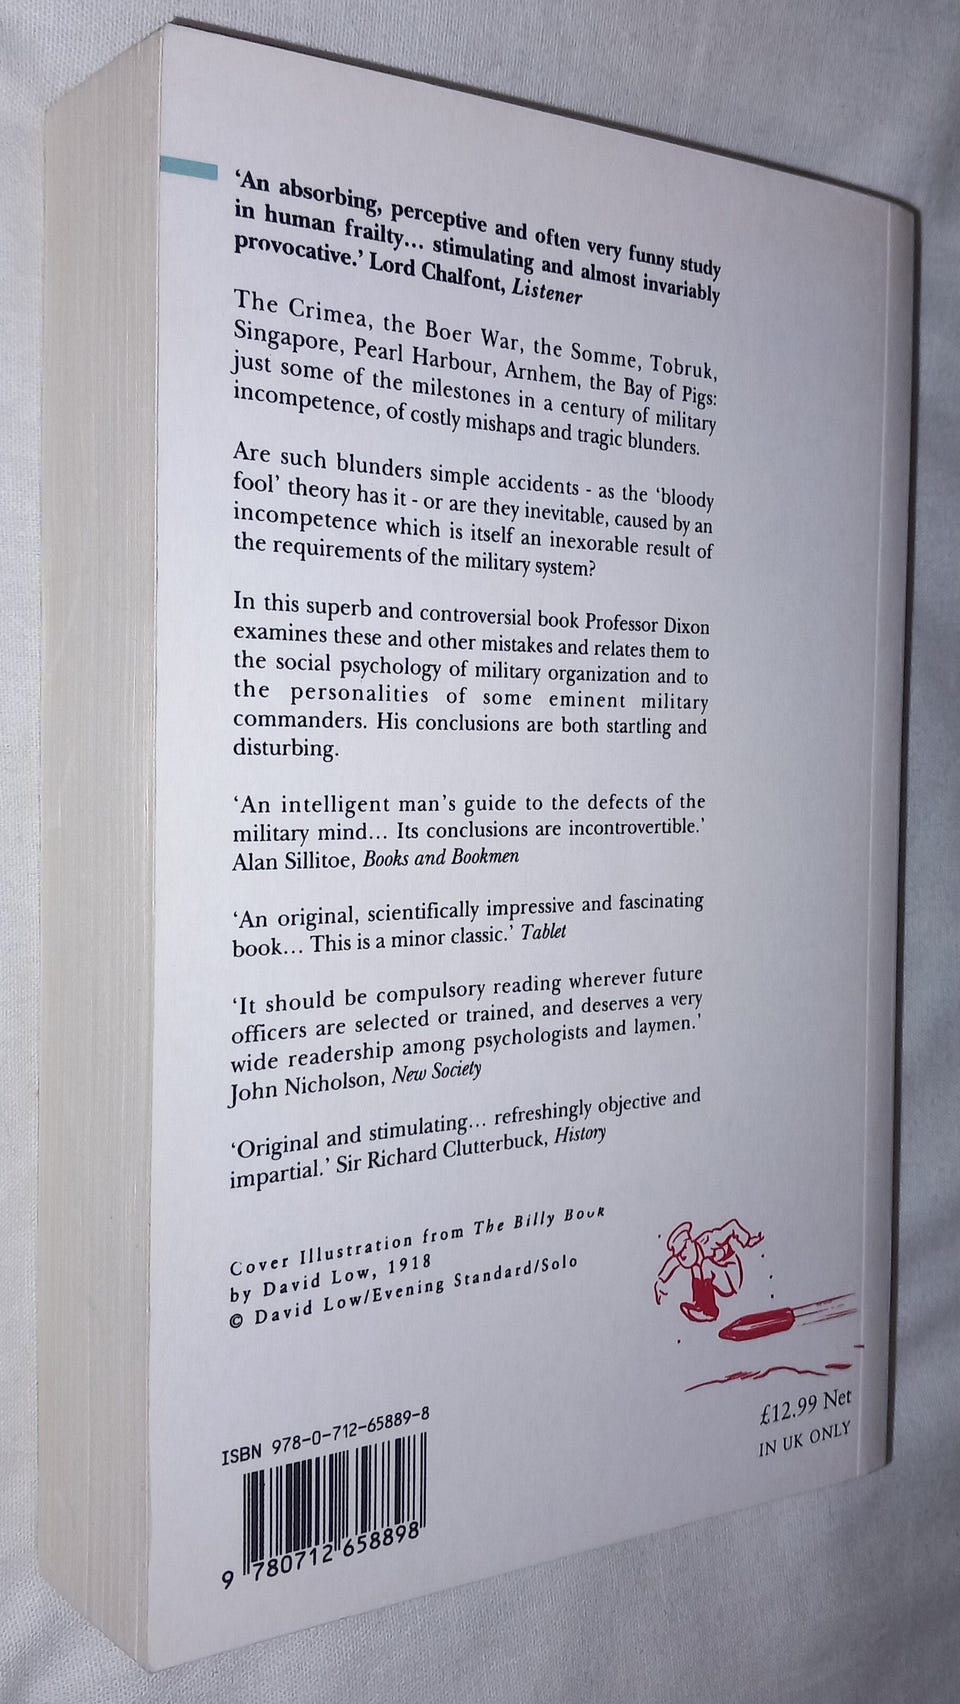 ‘An absorbing, perceptive and often very funny study
in human frailty... stimulating and almost invariably
provocative.’ Lord Chalfont, Listener
The Crimea, the Boer War, the Somme, Tobruk,
Singapore, Pearl Harbour, Arnhem, the Bay of Pigs:
just some of the milestones in a century of military
incompetence, of costly mishaps and tragic blunders.
Are such blunders simple accidents - as the ‘bloody
fool’ theory has it - or are they inevitable, caused by an
incompetence which is itself an inexorable result of
the requirements of the military system?
In this superb and controversial book Professor Dixon
examines these and other mistakes and relates them to
the social psychology of military organization and to
the personalities of some eminent military
commanders. His conclusions are both startling and
disturbing.
‘An intelligent man’s guide to the defects of the
military mind... Its conclusions are incontrovertible.’
Alan Sillitoe, Books and Bookmen
‘An original, scientifically impressive and fascinating
book... This is a minor classic.’ Tablet
‘It should be compulsory reading wherever future
officers are selected or trained, and deserves a very
wide readership among psychologists and laymen.’
John Nicholson, New Society
‘Original and stimulating... refreshingly objective and
impartial.’ Sir Richard Clutterbuck, History
Cover Illustration from The Billy Book
by David Low, 1918
© David Low/Evening Standard/Solo
£12.99 Net
IN UK ONLY
ISBN 978-0-712-65889-8
9 780712 658898